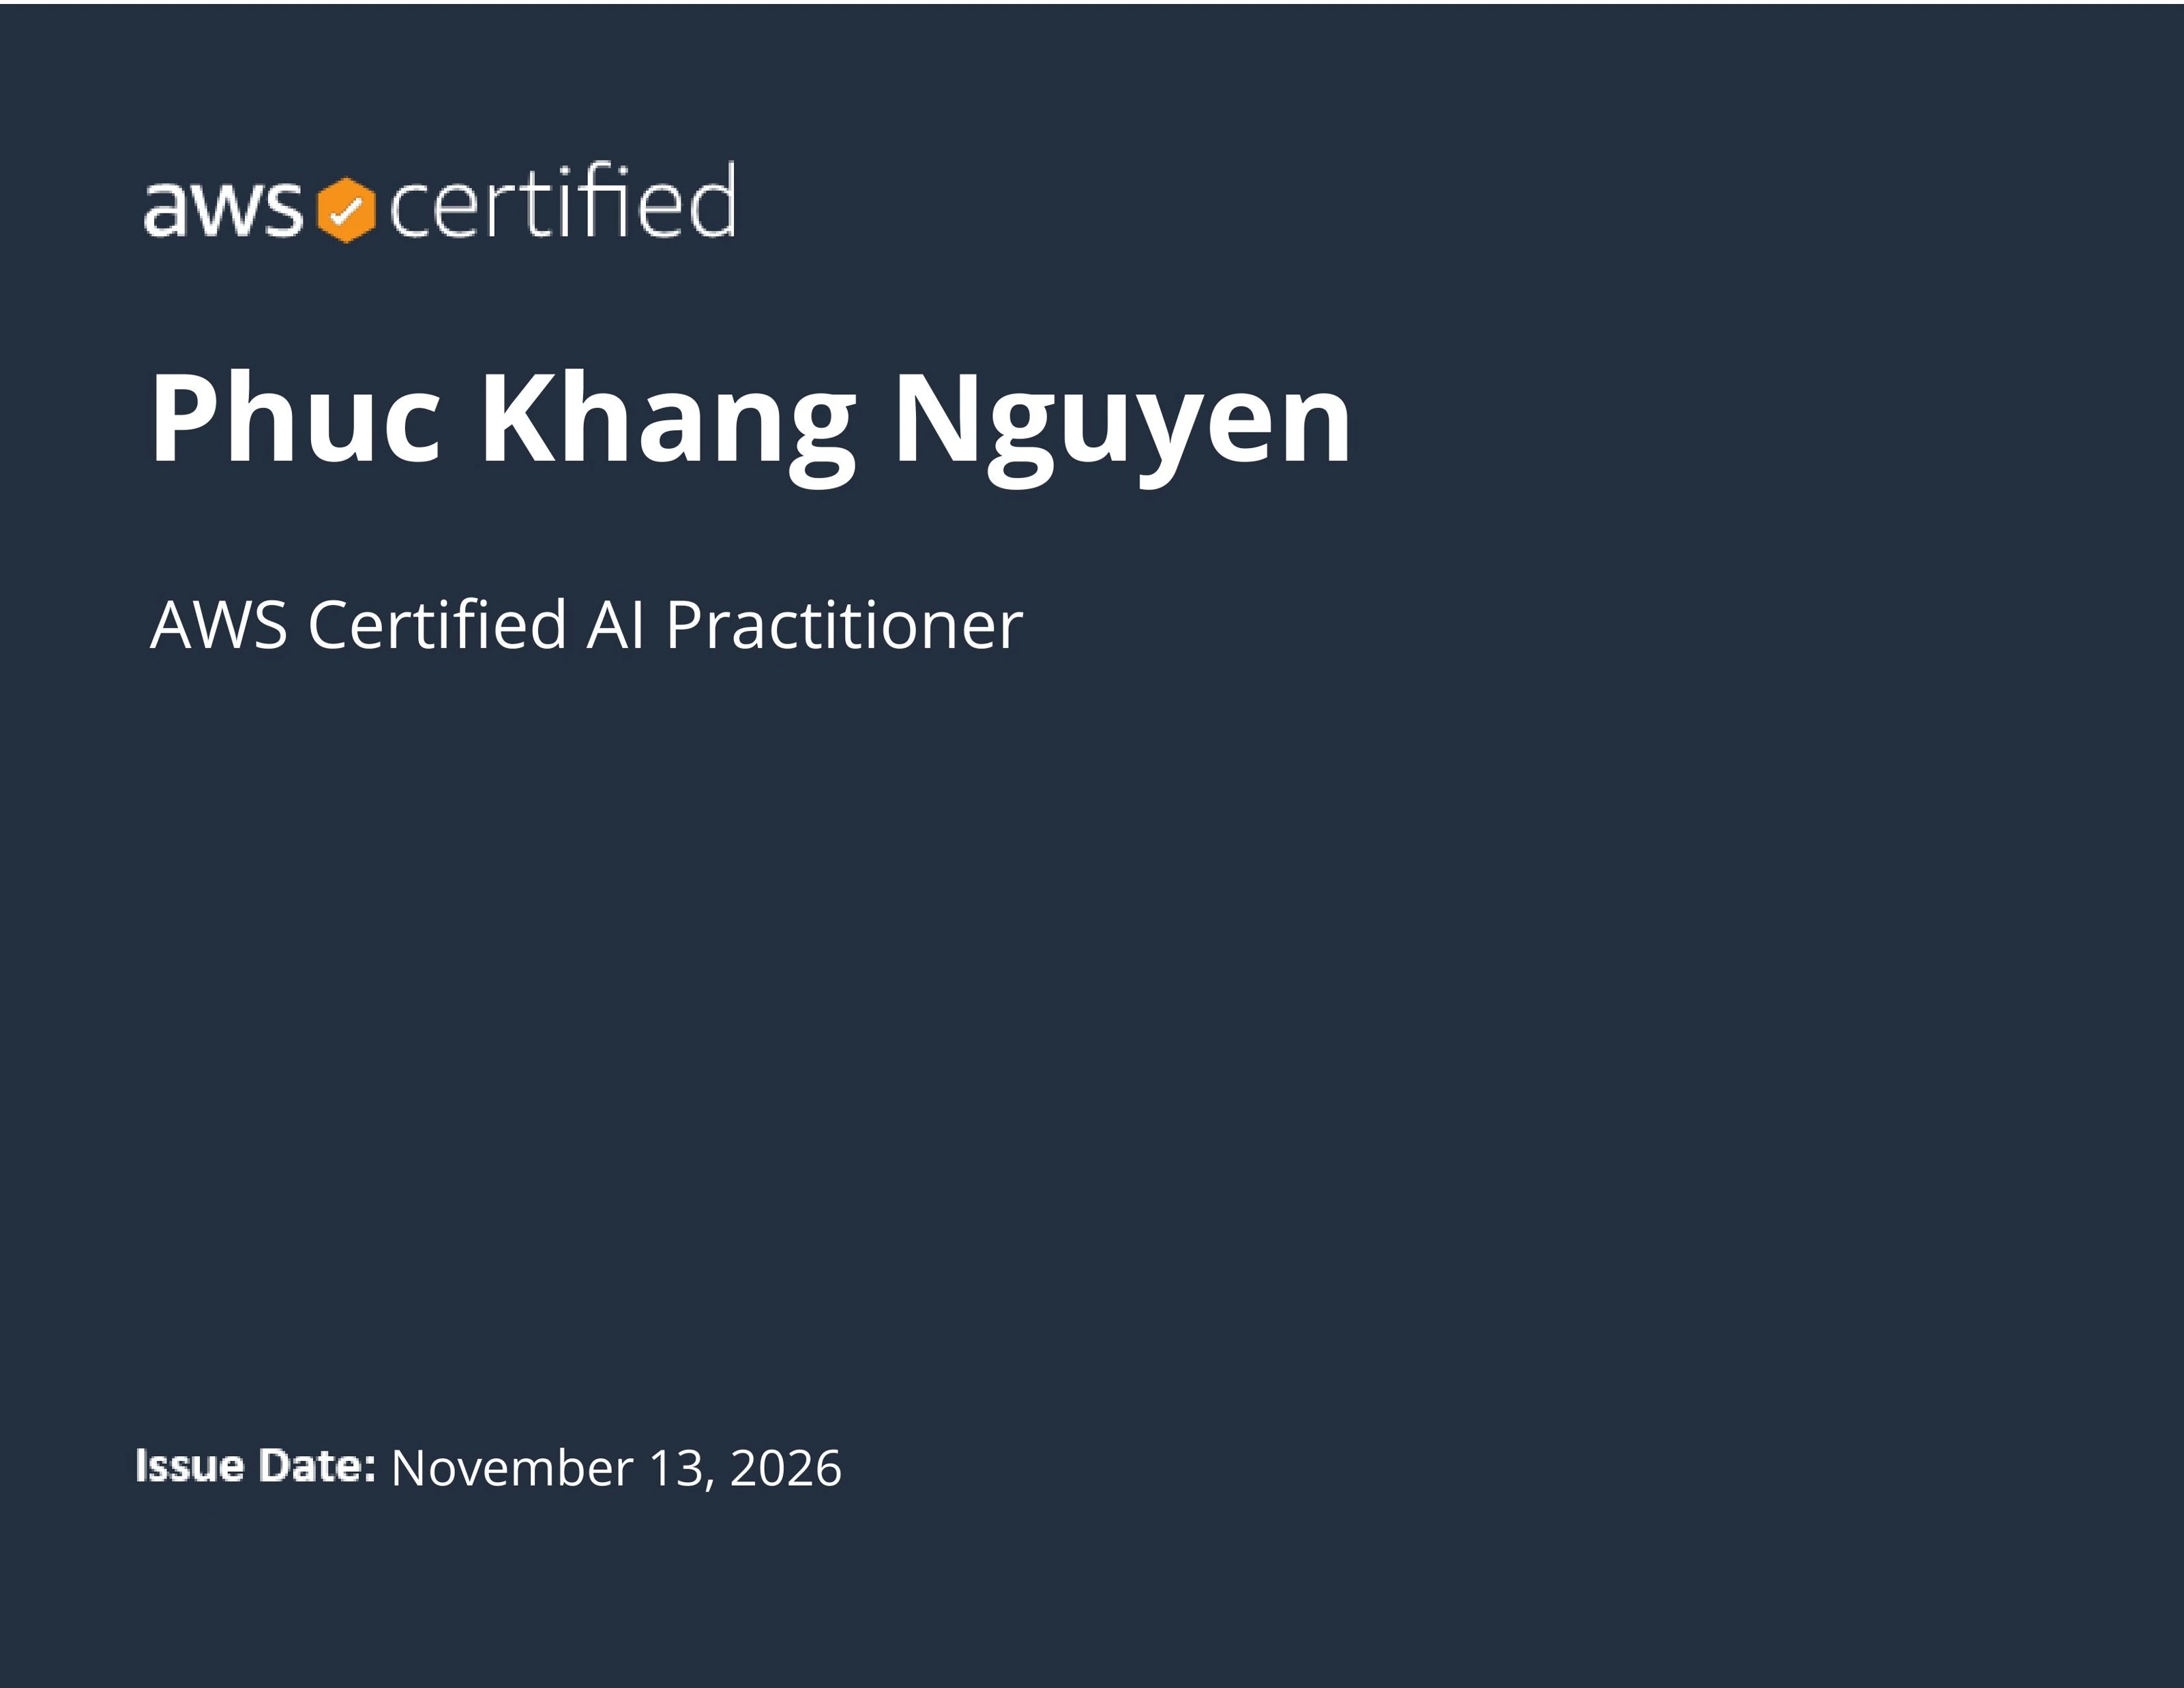 aws certified
Phuc Khang Nguyen
AWS Certified AI Practitioner
Issue Date: November 13, 2026